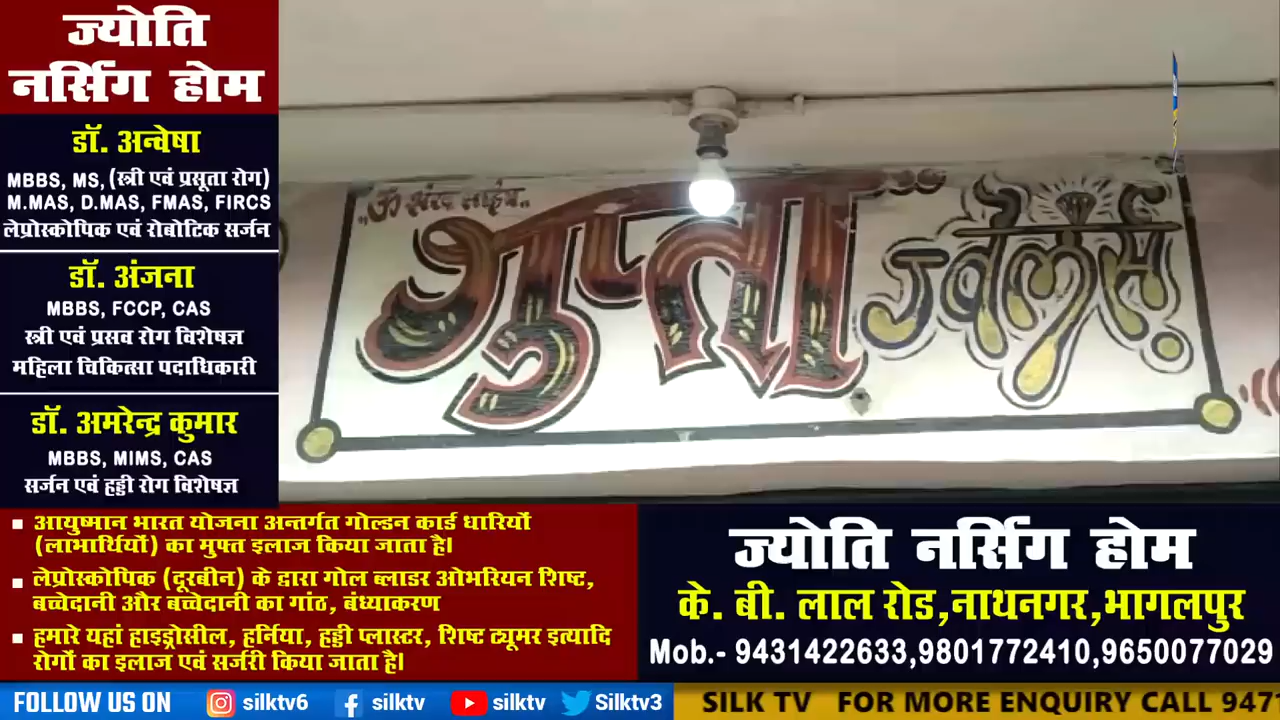 ज्योति
नर्सिंग होम
डॉ. अन्वेषा
MBBS, MS, (स्त्री एवं प्रसूता रोग)
M.MAS, D.MAS, FMAS, FIRCS
लेप्रोस्कोपिक एवं रोबोटिक सर्जन
डॉ. अंजना
MBBS, FCCP, CAS
स्त्री एवं प्रसव रोग विशेषज्ञ
महिला चिकित्सा पदाधिकारी
डॉ. अमरेन्द्र कुमार
MBBS, MIMS, CAS
सर्जन एवं हड्डी रोग विशेषज्ञ
गुप्ता ज्वेलर्स
▪ आयुष्मान भारत योजना अन्तर्गत गोल्डन कार्ड धारियों
(लाभार्थियों) का मुफ्त इलाज किया जाता है।
▪ लेप्रोस्कोपिक (दूरबीन) के द्वारा गोल ब्लाडर ओभरियन शिष्ट,
बच्चेदानी और बच्चेदानी का गांठ, बंध्याकरण
▪ हमारे यहां हाइड्रोसील, हर्निया, हड्डी प्लास्टर, शिष्ट ट्यूमर इत्यादि
रोगों का इलाज एवं सर्जरी किया जाता है।
ज्योति नर्सिंग होम
के. बी. लाल रोड,नाथनगर,भागलपुर
Mob.- 9431422633,9801772410,9650077029
FOLLOW US ON silktv6 silktv silktv Silktv3 SILK TV FOR MORE ENQUIRY CALL 947